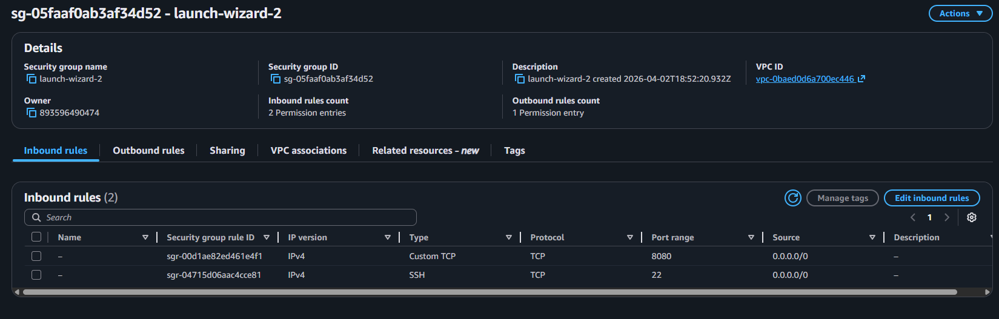 sg-05faaf0ab3af34d52 - launch-wizard-2
Actions
Details
Security group name
launch-wizard-2
Security group ID
sg-05faaf0ab3af34d52
Description
launch-wizard-2 created 2026-04-02T18:52:20.932Z
VPC ID
vpc-0baed0d6a700ec446
Owner
893596490474
Inbound rules count
2 Permission entries
Outbound rules count
1 Permission entry
Inbound rules Outbound rules Sharing VPC associations Related resources - new Tags
Inbound rules (2)
Manage tags Edit inbound rules
Search
1
Name Security group rule ID IP version Type Protocol Port range Source Description
– sgr-00d1ae82ed461e4f1 IPv4 Custom TCP TCP 8080 0.0.0.0/0 –
– sgr-04715d06aac4cce81 IPv4 SSH TCP 22 0.0.0.0/0 –